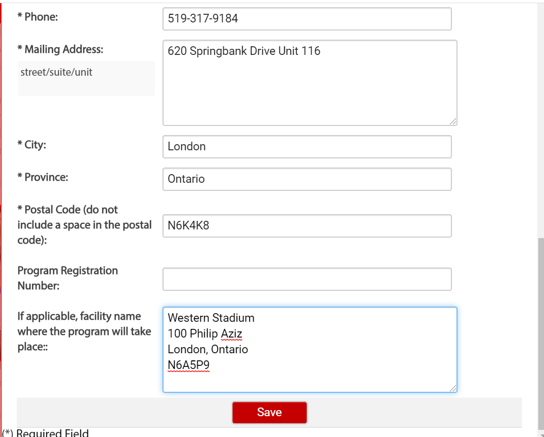 * Phone:
519-317-9184
* Mailing Address:
620 Springbank Drive Unit 116
street/suite/unit
* City:
London
* Province:
Ontario
* Postal Code (do not
include a space in the postal
code):
N6K4K8
Program Registration
Number:
If applicable, facility name
where the program will take
place::
Western Stadium
100 Philip Aziz
London, Ontario
N6A5P9
Save
(*) Required Field